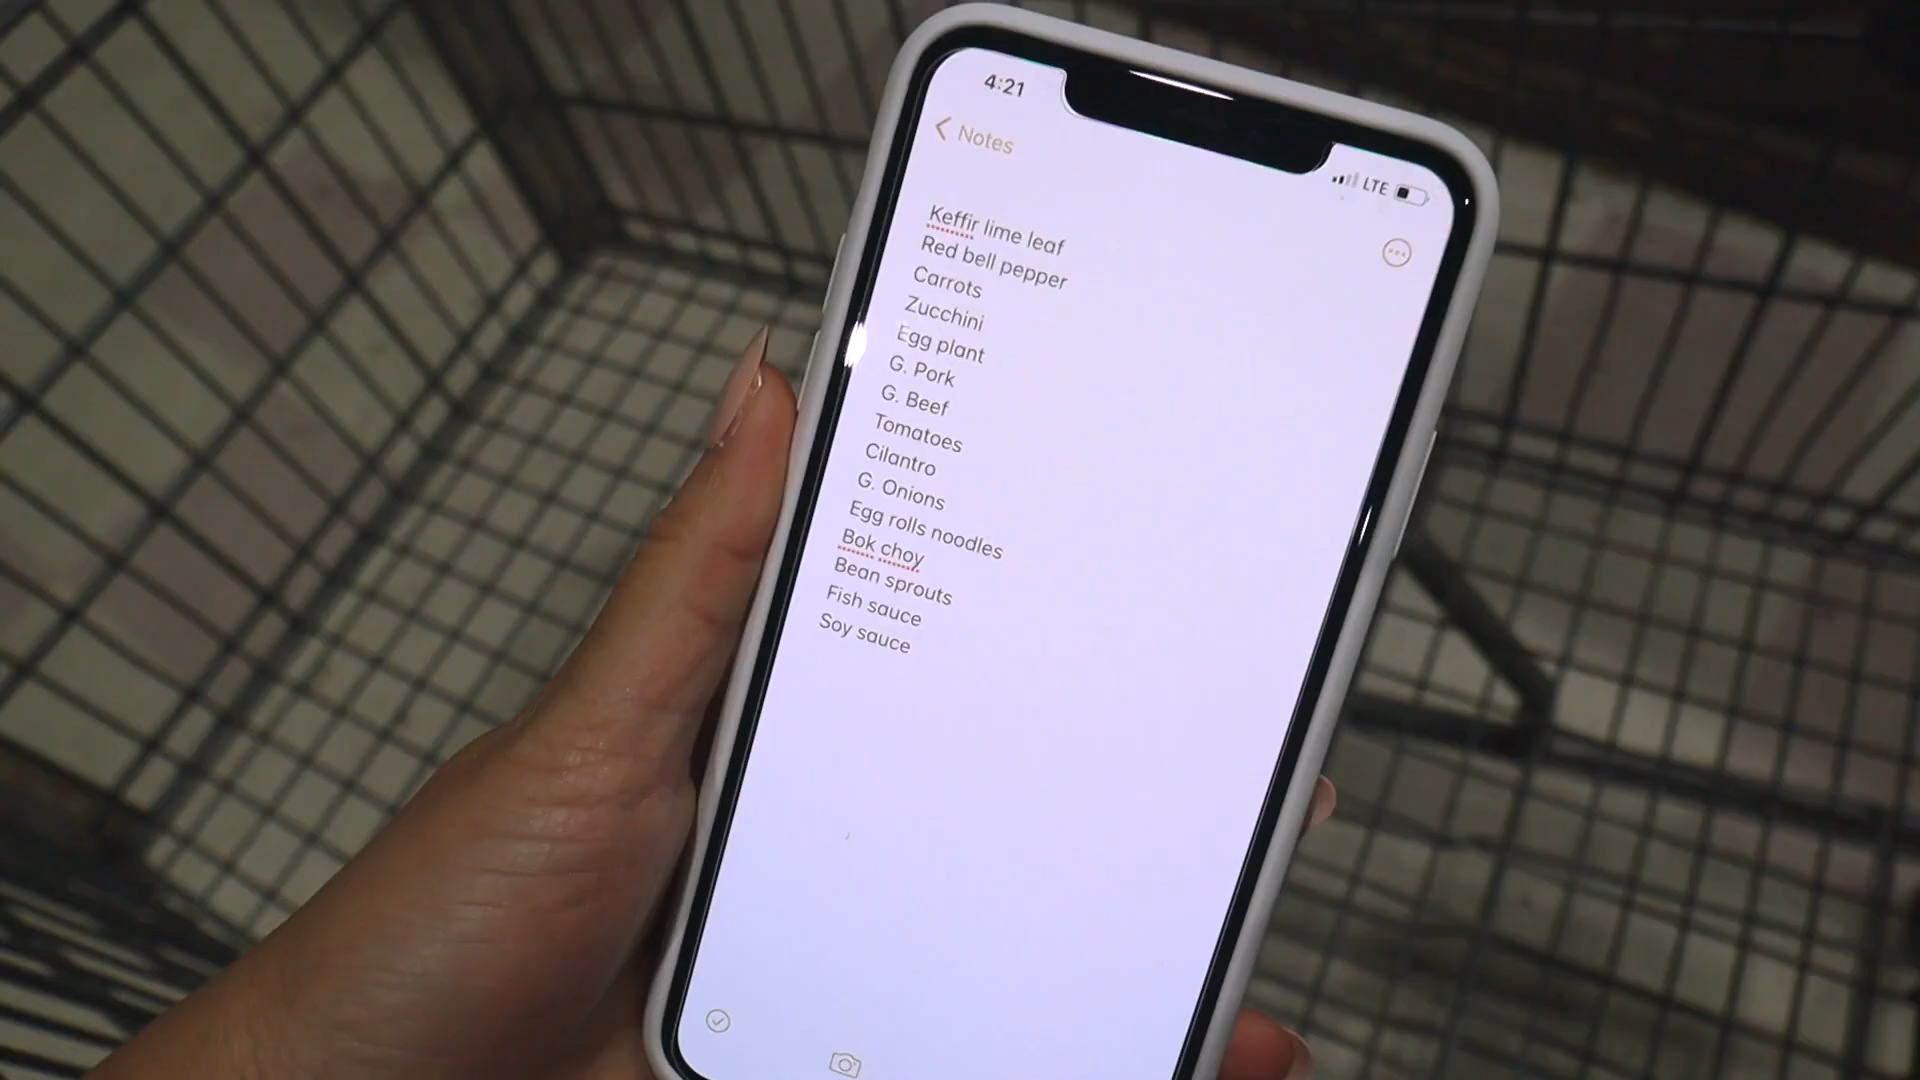 4:21
LTE
Notes
Keffir lime leaf
Red bell pepper
Carrots
Zucchini
Egg plant
G. Pork
G. Beef
Tomatoes
Cilantro
G. Onions
Egg rolls noodles
Bok choy
Bean sprouts
Fish sauce
Soy sauce